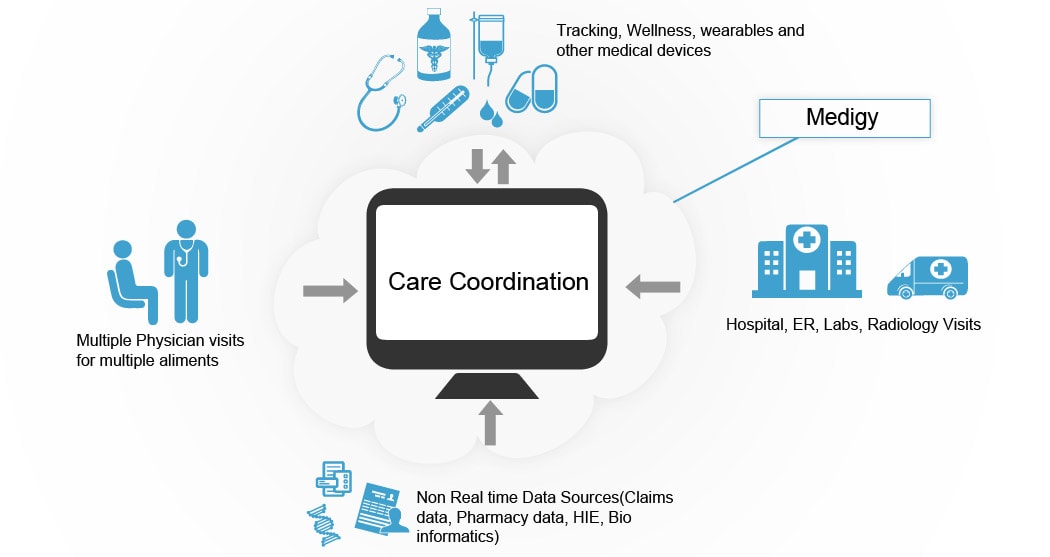 Tracking, Wellness, wearables and
other medical devices
Medigy
Care Coordination
Multiple Physician visits
for multiple aliments
Hospital, ER, Labs, Radiology Visits
Non Real time Data Sources(Claims
data, Pharmacy data, HIE, Bio
informatics)